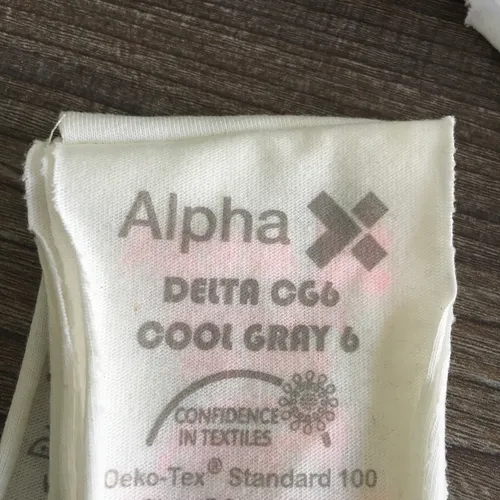 Alpha
DELTA CG6
COOL GRAY 6
CONFIDENCE
IN TEXTILES
Oeko-Tex® Standard 100